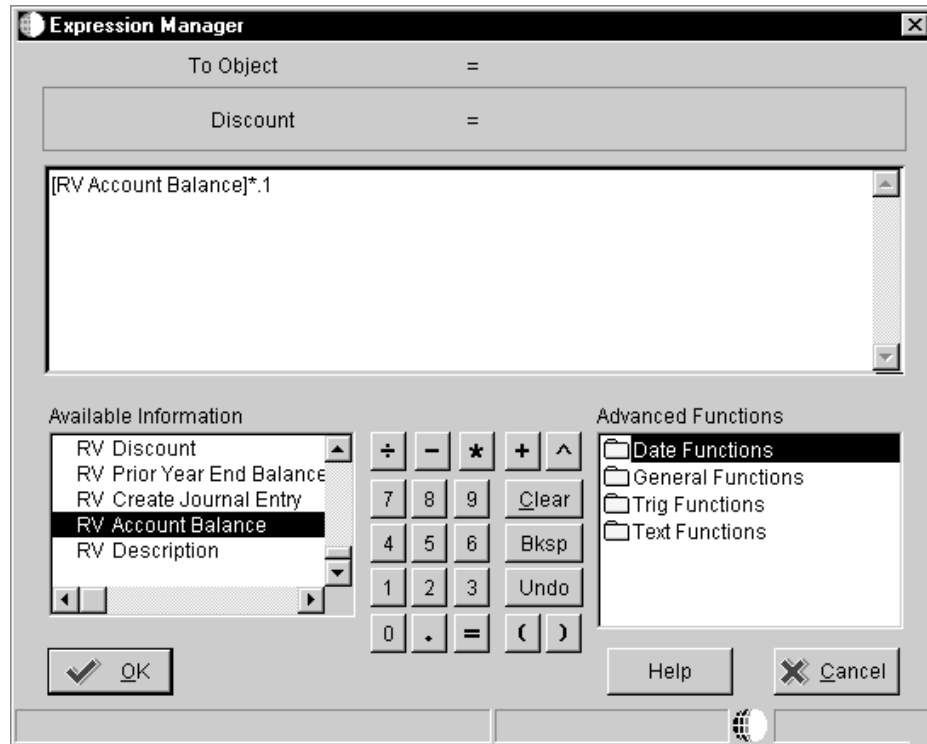 Expression Manager
To Object =
Discount =
[RV Account Balance]*.1
Available Information
RV Discount
RV Prior Year End Balance
RV Create Journal Entry
RV Account Balance
RV Description
÷ - * + ^
7 8 9 Clear
4 5 6 Bksp
1 2 3 Undo
0 . = ( )
Advanced Functions
Date Functions
General Functions
Trig Functions
Text Functions
OK
Help
Cancel